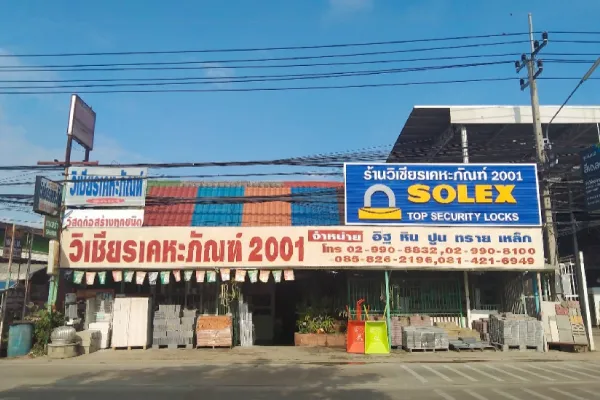 วิเชียรเคหะภัณฑ์
วัสดุก่อสร้างทุกชนิด
ร้านวิเชียรเคหะภัณฑ์ 2001
SOLEX
TOP SECURITY LOCKS
วิเชียรเคหะภัณฑ์ 2001
จำหน่าย อิฐ หิน ปูน ทราย เหล็ก
โทร 02-990-8832,02-990-6100
085-826-2196,081-421-6949